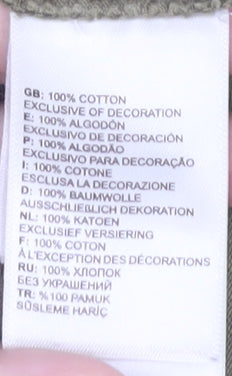 GB: 100% COTTON
EXCLUSIVE OF DECORATION
E: 100% ALGODÓN
EXCLUSIVO DE DECORACIÓN
P: 100% ALGODÃO
EXCLUSIVO PARA DECORAÇÃO
I: 100% COTONE
ESCLUSA LA DECORAZIONE
D: 100% BAUMWOLLE
AUSSCHLIEßLICH DEKORATION
NL: 100% KATOEN
EXCLUSIEF VERSIERING
F: 100% COTON
À L'EXCEPTION DES DÉCORATIONS
RU: 100% ХЛОПОК
БЕЗ УКРАШЕНИЙ
TR: %100 PAMUK
SÜSLEME HARİÇ